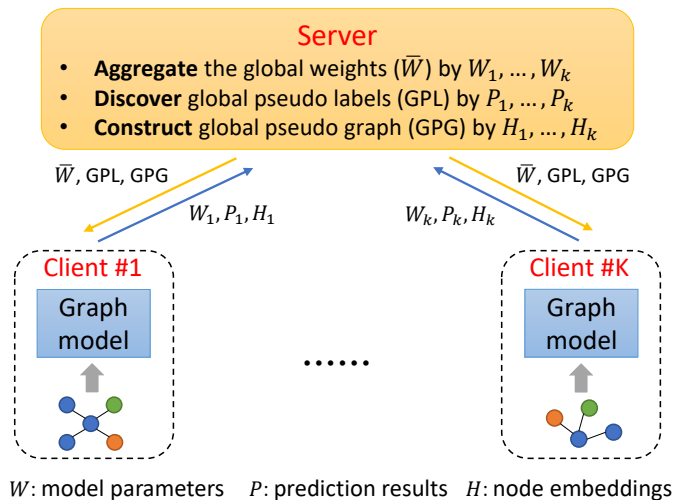 Server
• Aggregate the global weights (W̄) by W₁, ..., Wₖ
• Discover global pseudo labels (GPL) by P₁, ..., Pₖ
• Construct global pseudo graph (GPG) by H₁, ..., Hₖ
W̄, GPL, GPG
W̄, GPL, GPG
W₁, P₁, H₁
Wₖ, Pₖ, Hₖ
Client #1
Client #K
Graph
model
Graph
model
......
W: model parameters P: prediction results H: node embeddings